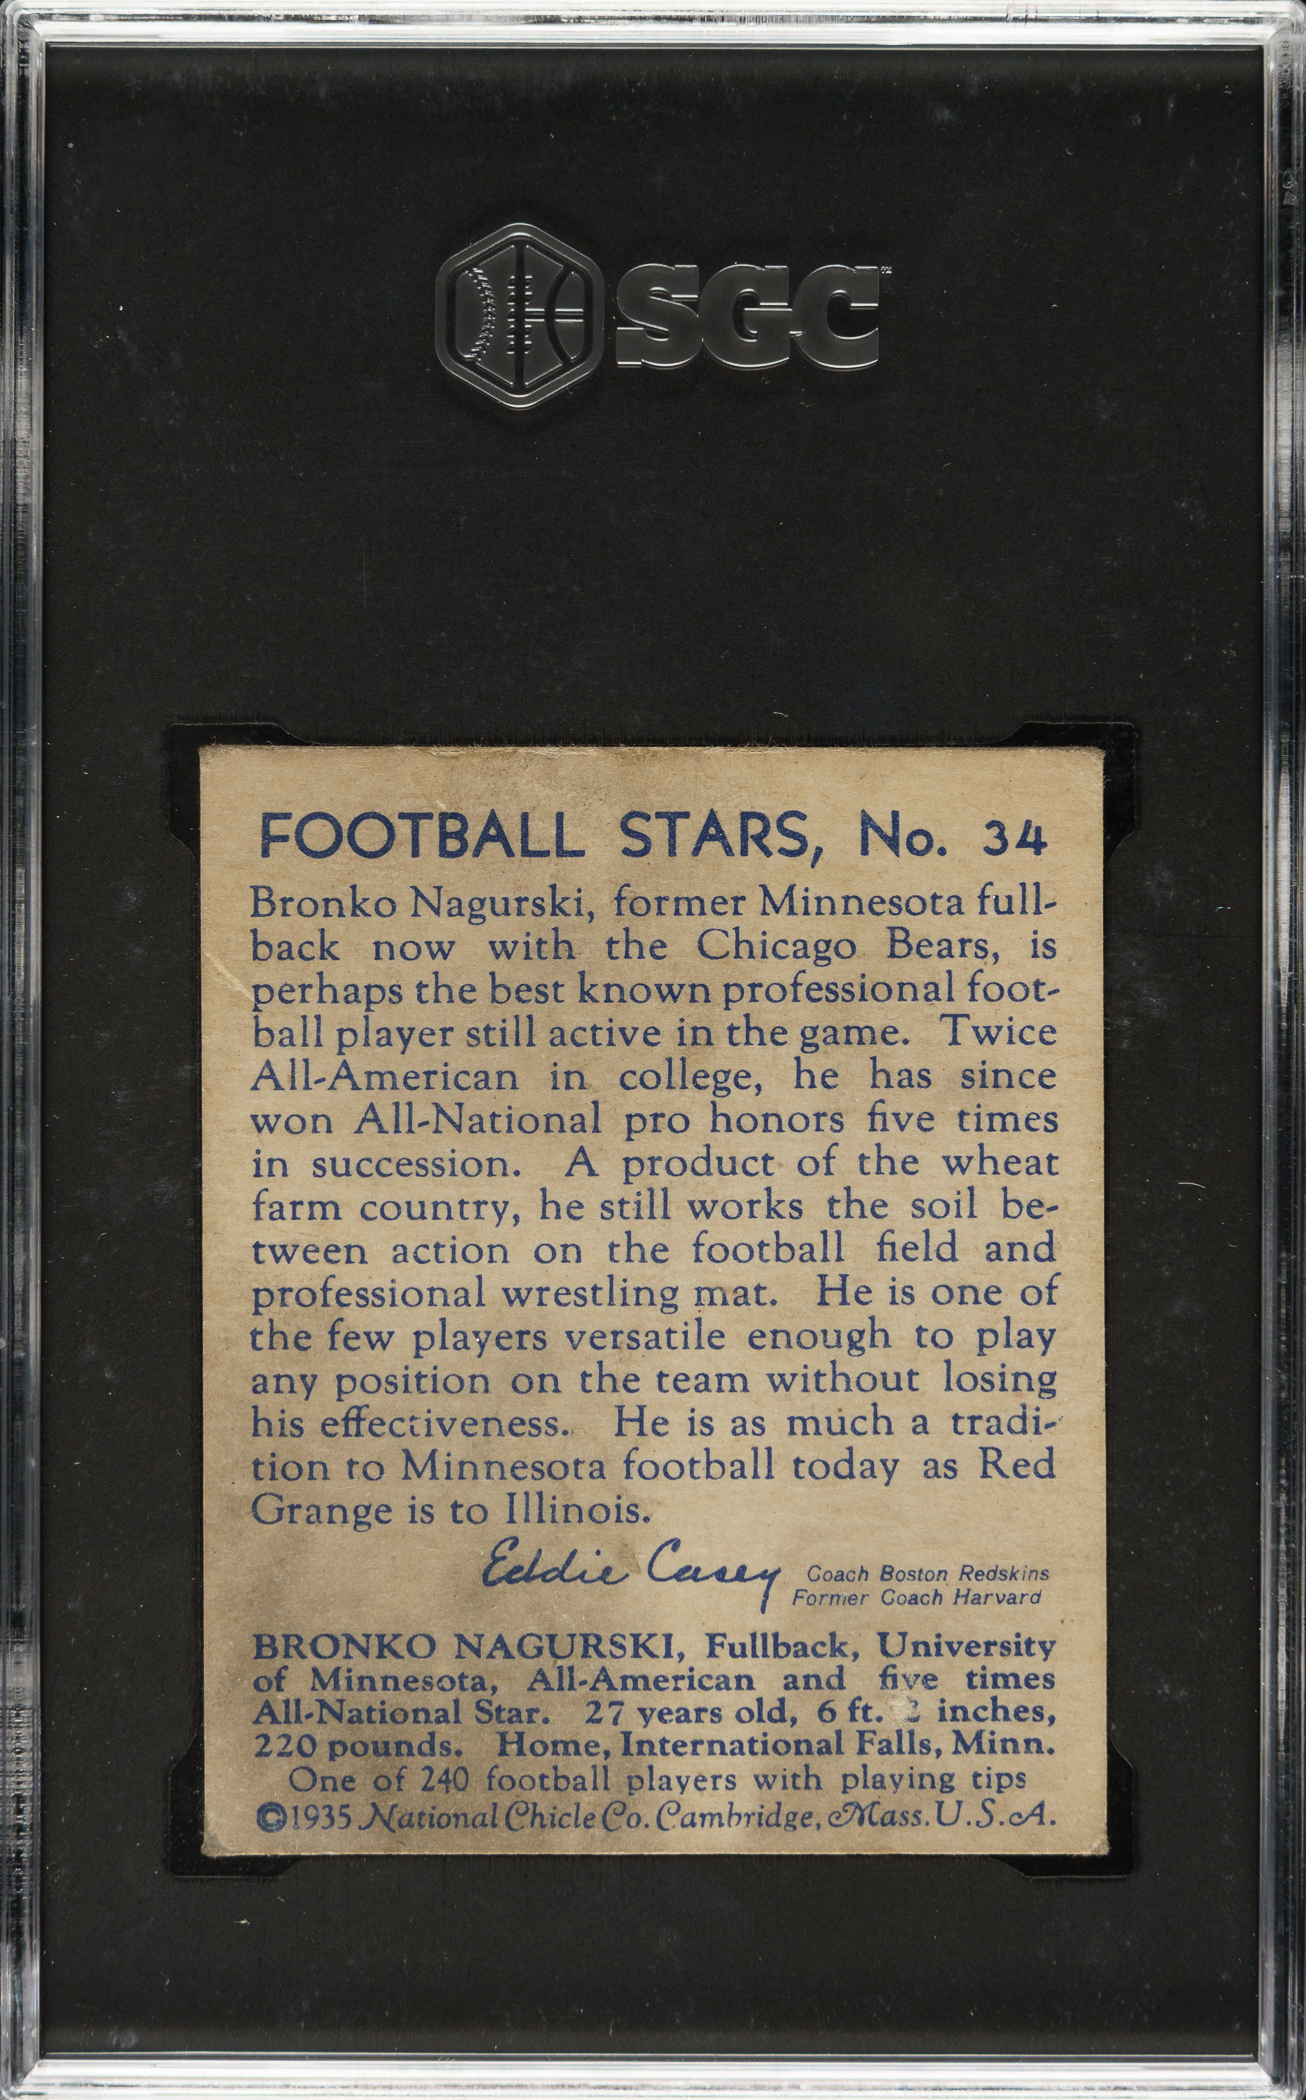 SGC
FOOTBALL STARS, No. 34
Bronko Nagurski, former Minnesota full-
back now with the Chicago Bears, is
perhaps the best known professional foot-
ball player still active in the game. Twice
All-American in college, he has since
won All-National pro honors five times
in succession. A product of the wheat
farm country, he still works the soil be-
tween action on the football field and
professional wrestling mat. He is one of
the few players versatile enough to play
any position on the team without losing
his effectiveness. He is as much a tradi-
tion to Minnesota football today as Red
Grange is to Illinois.
Eddie Casey Coach Boston Redskins
Former Coach Harvard
BRONKO NAGURSKI, Fullback, University
of Minnesota, All-American and five times
All-National Star. 27 years old, 6 ft. inches,
220 pounds. Home, International Falls, Minn.
One of 240 football players with playing tips
©1935 National Chicle Co. Cambridge, Mass. U.S.A.